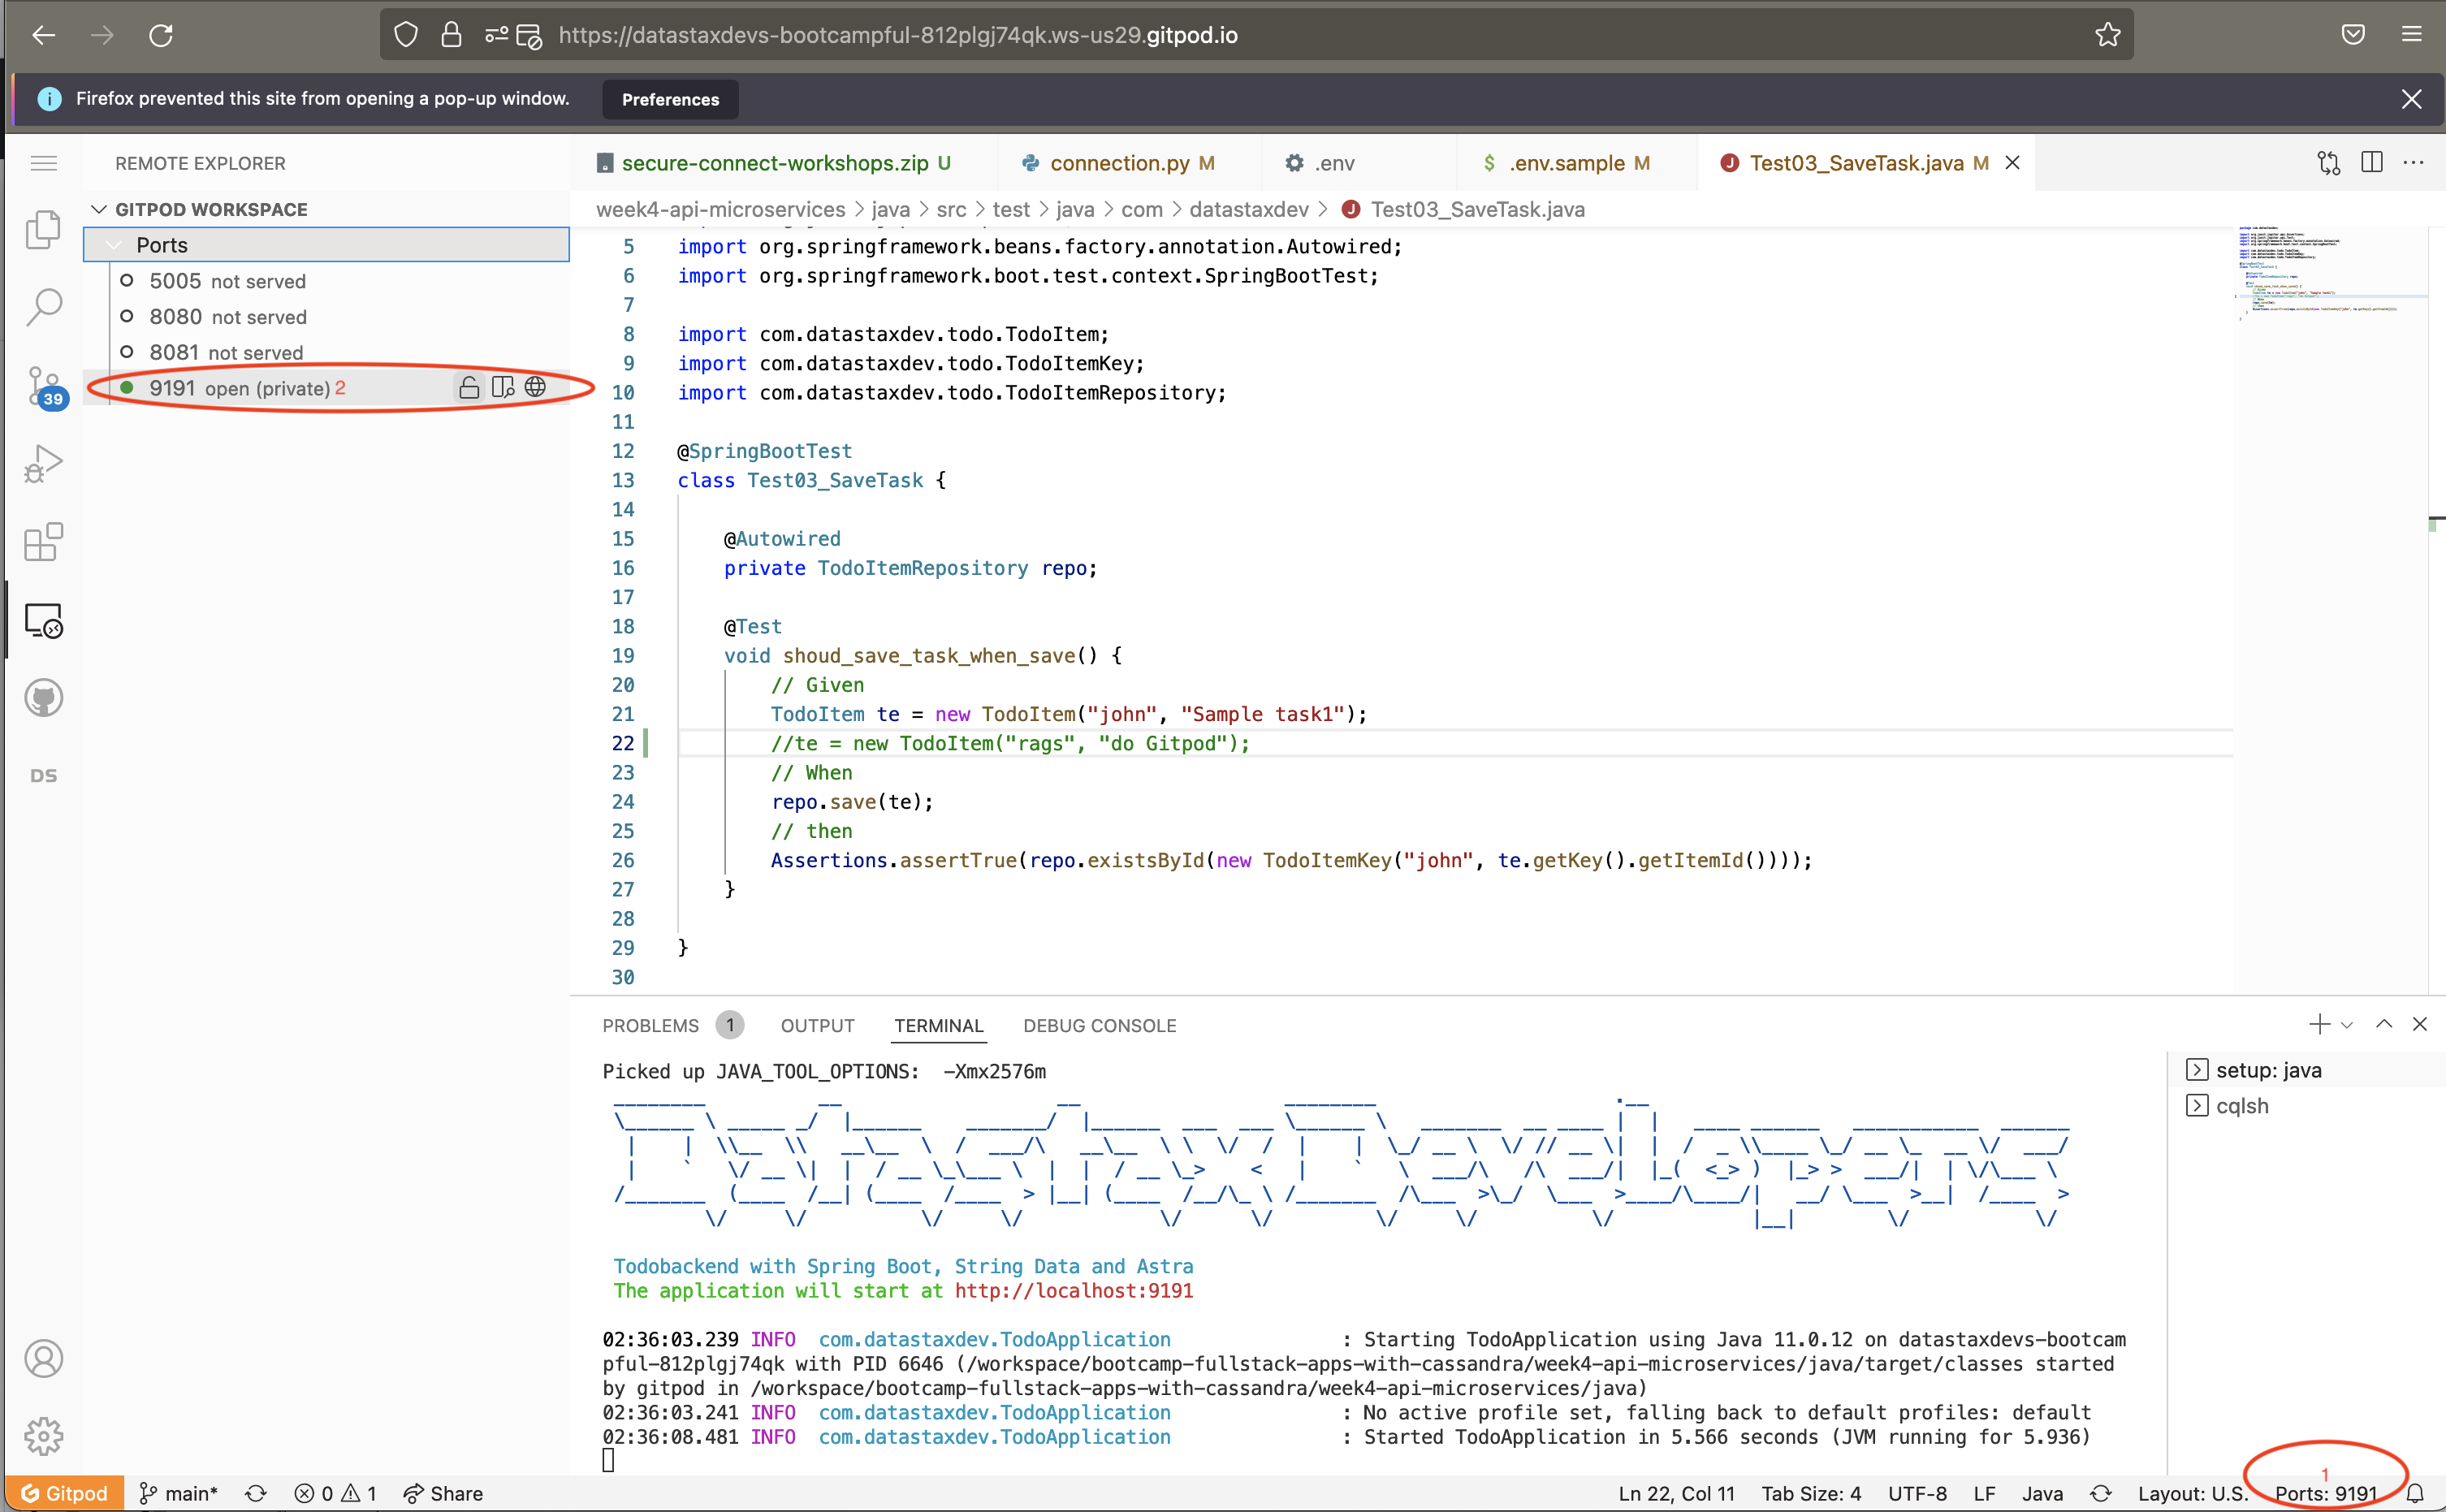 https://datastaxdevs-bootcampful-812plgj74qk.ws-us29.gitpod.io
Firefox prevented this site from opening a pop-up window. Preferences
REMOTE EXPLORER
GITPOD WORKSPACE
Ports
5005 not served
8080 not served
8081 not served
9191 open (private) 2
39
DS
secure-connect-workshops.zip U
connection.py M
.env
$ .env.sample M
J Test03_SaveTask.java M
week4-api-microservices > java > src > test > java > com > datastaxdev > J Test03_SaveTask.java
5 import org.springframework.beans.factory.annotation.Autowired;
6 import org.springframework.boot.test.context.SpringBootTest;
7
8 import com.datastaxdev.todo.TodoItem;
9 import com.datastaxdev.todo.TodoItemKey;
10 import com.datastaxdev.todo.TodoItemRepository;
11
12 @SpringBootTest
13 class Test03_SaveTask {
14
15 @Autowired
16 private TodoItemRepository repo;
17
18 @Test
19 void shoud_save_task_when_save() {
20 // Given
21 TodoItem te = new TodoItem("john", "Sample task1");
22 //te = new TodoItem("rags", "do Gitpod");
23 // When
24 repo.save(te);
25 // then
26 Assertions.assertTrue(repo.existsById(new TodoItemKey("john", te.getKey().getItemId())));
27 }
28
29 }
30
PROBLEMS 1 OUTPUT TERMINAL DEBUG CONSOLE
Picked up JAVA_TOOL_OPTIONS: -Xmx2576m
Datastax Developers
Todobackend with Spring Boot, String Data and Astra
The application will start at http://localhost:9191
02:36:03.239 INFO com.datastaxdev.TodoApplication : Starting TodoApplication using Java 11.0.12 on datastaxdevs-bootcam
pful-812plgj74qk with PID 6646 (/workspace/bootcamp-fullstack-apps-with-cassandra/week4-api-microservices/java/target/classes started
by gitpod in /workspace/bootcamp-fullstack-apps-with-cassandra/week4-api-microservices/java)
02:36:03.241 INFO com.datastaxdev.TodoApplication : No active profile set, falling back to default profiles: default
02:36:08.481 INFO com.datastaxdev.TodoApplication : Started TodoApplication in 5.566 seconds (JVM running for 5.936)
setup: java
cqlsh
1
Gitpod main* 0 1 Share Ln 22, Col 11 Tab Size: 4 UTF-8 LF Java Layout: U.S. Ports: 9191